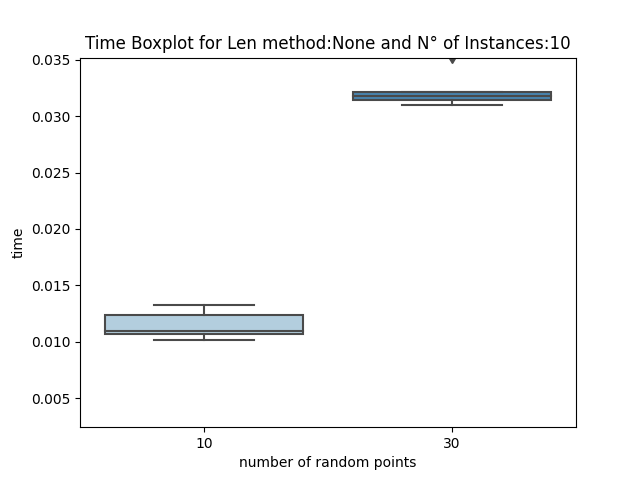 Time Boxplot for Len method:None and N° of Instances:10
0.035
0.030
0.025
0.020
0.015
0.010
0.005
time
10 30
number of random points